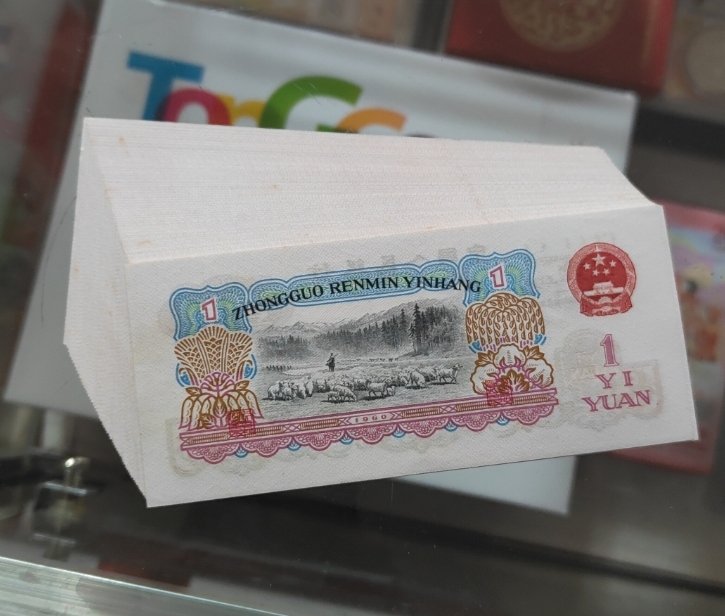 1
ZHONGGUO RENMIN YINHANG
1
1960
1
YI
YUAN